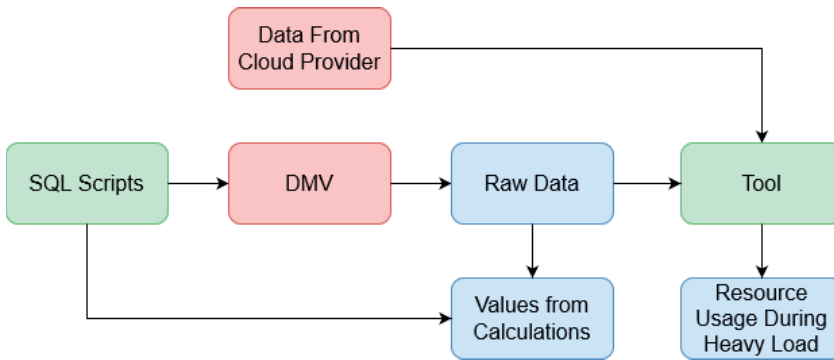 Data From
Cloud Provider
SQL Scripts
DMV
Raw Data
Tool
Values from
Calculations
Resource
Usage During
Heavy Load